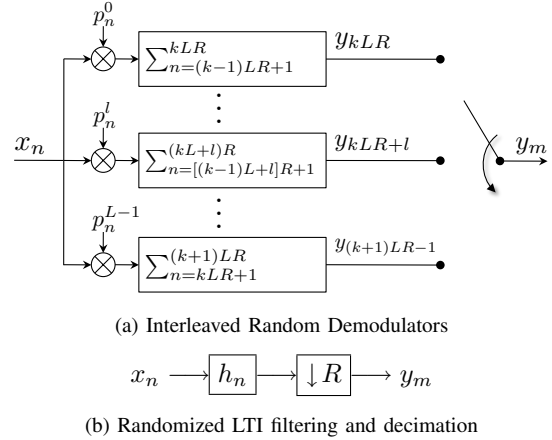 p_n^0
∑_{n=(k−1)LR+1}^{kLR}
y_{kLR}
p_n^l
x_n
∑_{n=[(k−1)L+l]R+1}^{(kL+l)R}
y_{kLR+l}
y_m
p_n^{L−1}
∑_{n=kLR+1}^{(k+1)LR}
y_{(k+1)LR−1}
(a) Interleaved Random Demodulators
x_n h_n ↓ R y_m
(b) Randomized LTI filtering and decimation